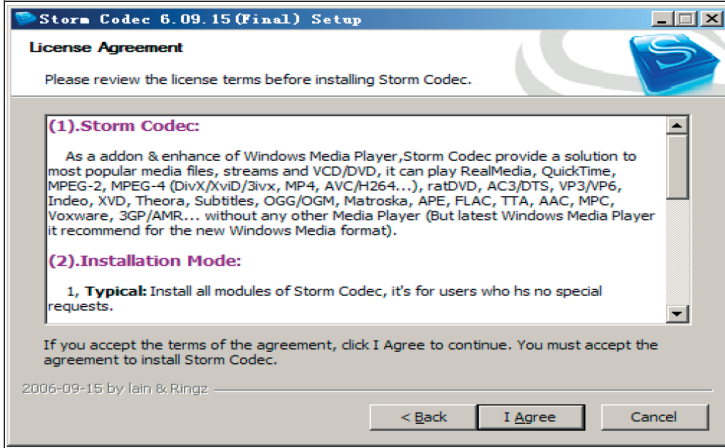 Storm Codec 6.09.15(Final) Setup
License Agreement
Please review the license terms before installing Storm Codec.
(1).Storm Codec:
As a addon & enhance of Windows Media Player,Storm Codec provide a solution to
most popular media files, streams and VCD/DVD, it can play RealMedia, QuickTime,
MPEG-2, MPEG-4 (DivX/XviD/3ivx, MP4, AVC/H264...), ratDVD, AC3/DTS, VP3/VP6,
Indeo, XVD, Theora, Subtitles, OGG/OGM, Matroska, APE, FLAC, TTA, AAC, MPC,
Voxware, 3GP/AMR... without any other Media Player (But latest Windows Media Player
it recommend for the new Windows Media format).
(2).Installation Mode:
1, Typical: Install all modules of Storm Codec, it's for users who hs no special
requests.
If you accept the terms of the agreement, click I Agree to continue. You must accept the
agreement to install Storm Codec.
2006-09-15 by Iain & Ringz
< Back
I Agree
Cancel